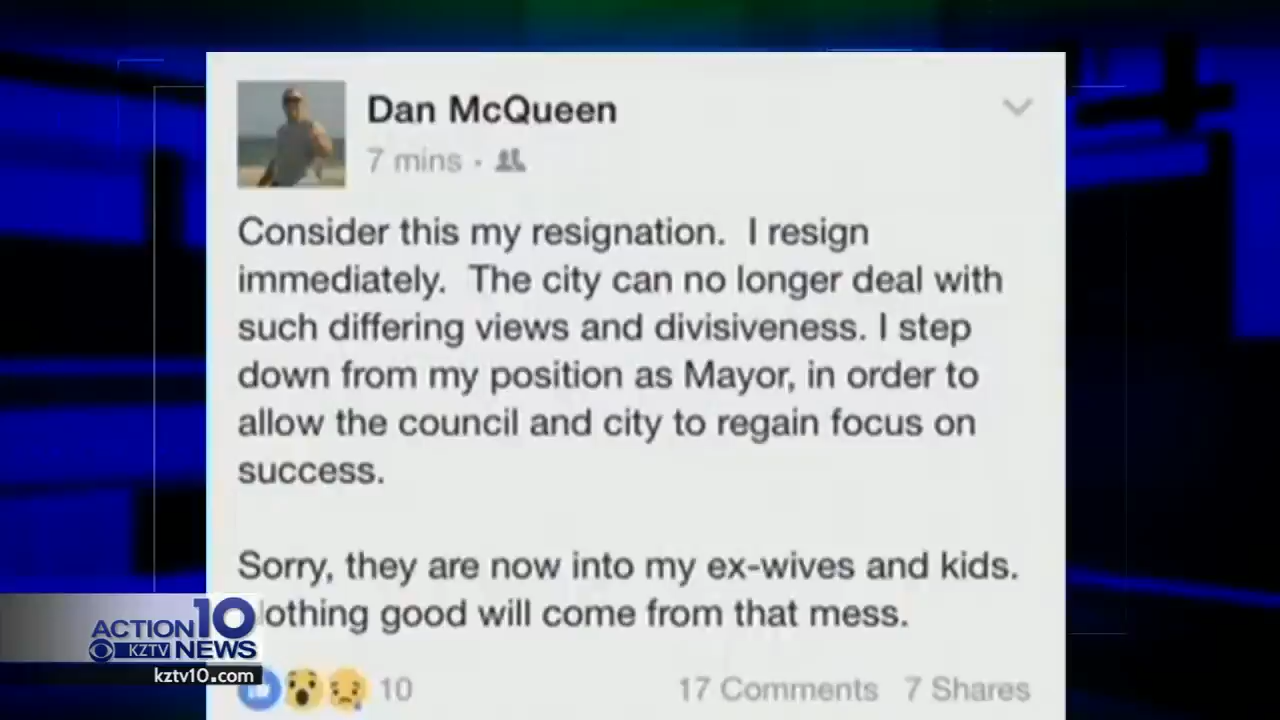 Dan McQueen
7 mins ·
Consider this my resignation.  I resign
immediately.  The city can no longer deal with
such differing views and divisiveness. I step
down from my position as Mayor, in order to
allow the council and city to regain focus on
success.
Sorry, they are now into my ex-wives and kids.
othing good will come from that mess.
10
17 Comments 7 Shares
ACTION 10
KZTV NEWS
kztv10.com